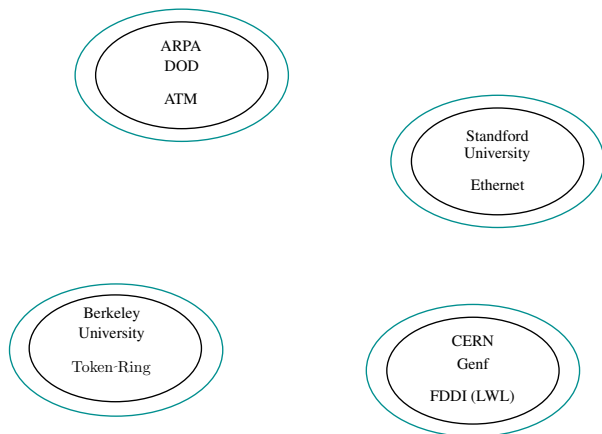 ARPA
DOD
ATM
Standford
University
Ethernet
Berkeley
University
Token-Ring
CERN
Genf
FDDI (LWL)